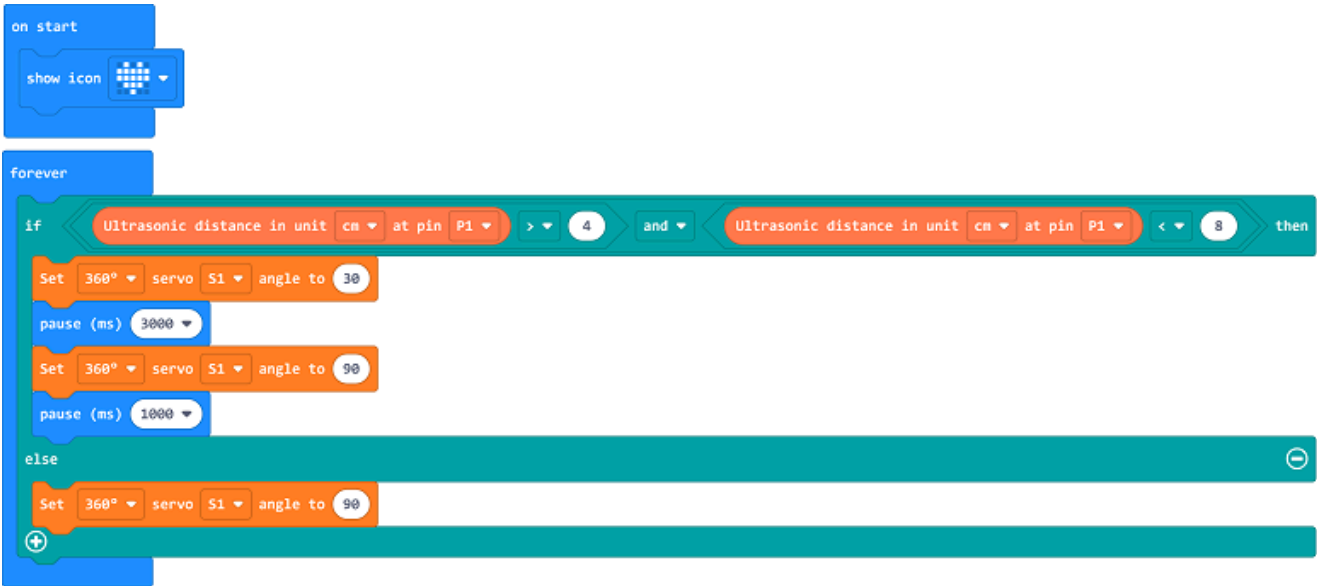 on start
show icon
forever
if Ultrasonic distance in unit cm at pin P1 > 4 and Ultrasonic distance in unit cm at pin P1 < 8 then
Set 360° servo S1 angle to 30
pause (ms) 3000
Set 360° servo S1 angle to 90
pause (ms) 1000
else
Set 360° servo S1 angle to 90